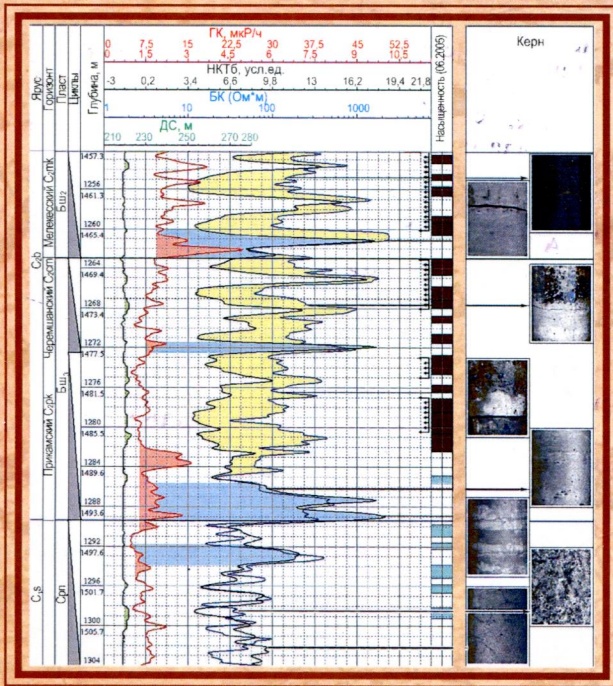 ГК, мкР/ч
0 7,5 15 22,5 30 37,5 45 52,5
0 1,5 3 4,5 6 7,5 9 10,5
НКТб, усл.ед.
-3 0,2 3,4 6,6 9,8 13 16,2 19,4 21,8
БК (Ом*м)
1 10 100 1000
ДС, м
210 230 250 270 280
Ярус
Горизонт
Пласт
Циклы
Глубина, м
Насыщенность (06.2005)
Керн
C₂b
C₁s
Мелекесский C₂mk
Черемшанский C₂cm
Прикамский C₂pk
Бш₂
Бш₁
Срп
1457.3
1256
1461.3
1260
1465.4
1264
1469.4
1268
1473.4
1272
1477.5
1276
1481.5
1280
1485.5
1284
1489.6
1288
1493.6
1292
1497.6
1296
1501.7
1300
1505.7
1304